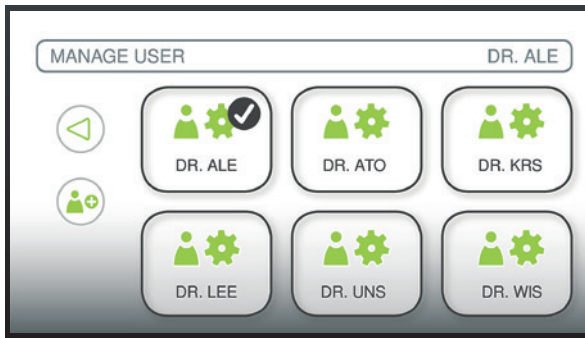 MANAGE USER DR. ALE
DR. ALE DR. ATO DR. KRS
DR. LEE DR. UNS DR. WIS